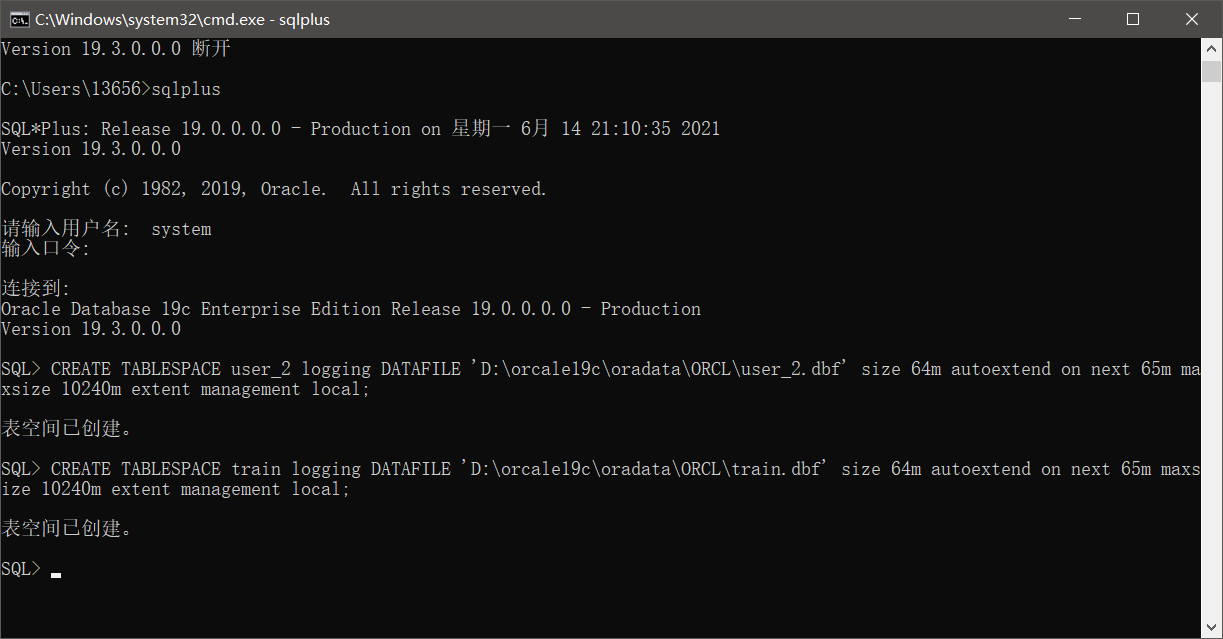 C:\Windows\system32\cmd.exe - sqlplus
Version 19.3.0.0.0 断开
C:\Users\13656>sqlplus
SQL*Plus: Release 19.0.0.0.0 - Production on 星期一 6月 14 21:10:35 2021
Version 19.3.0.0.0
Copyright (c) 1982, 2019, Oracle.  All rights reserved.
请输入用户名:  system
输入口令:
连接到:
Oracle Database 19c Enterprise Edition Release 19.0.0.0.0 - Production
Version 19.3.0.0.0
SQL> CREATE TABLESPACE user_2 logging DATAFILE 'D:\orcale19c\oradata\ORCL\user_2.dbf' size 64m autoextend on next 65m ma
xsize 10240m extent management local;
表空间已创建。
SQL> CREATE TABLESPACE train logging DATAFILE 'D:\orcale19c\oradata\ORCL\train.dbf' size 64m autoextend on next 65m maxs
ize 10240m extent management local;
表空间已创建。
SQL>